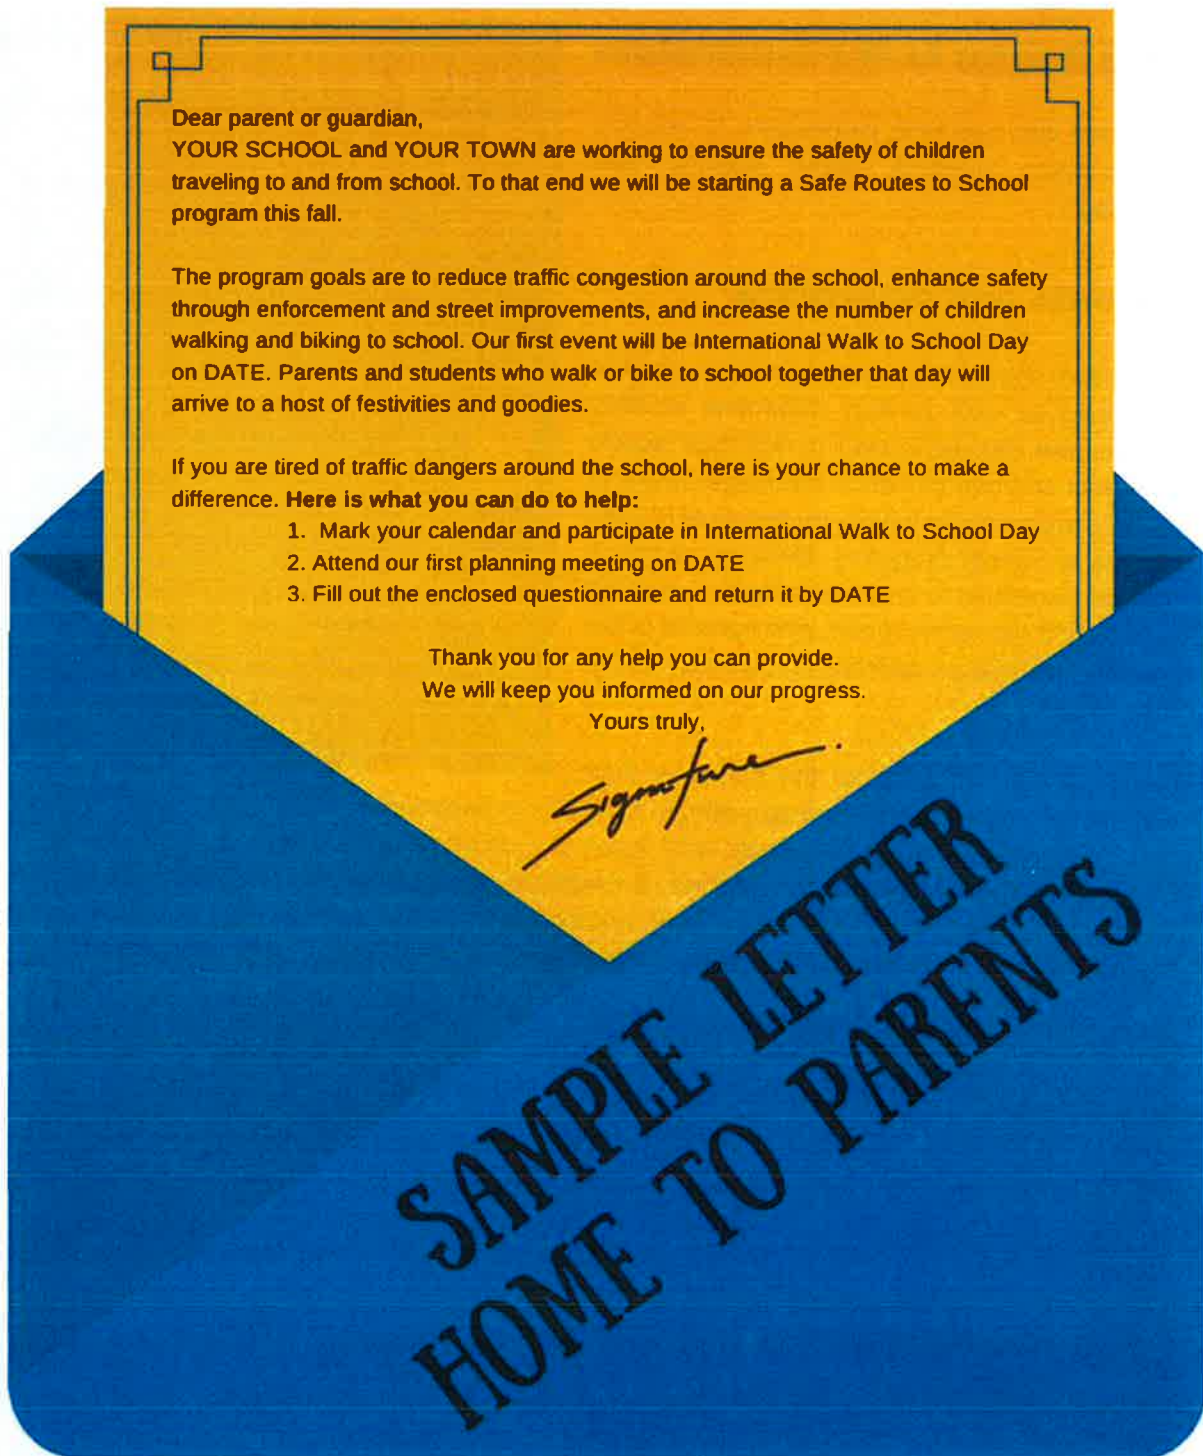 Dear parent or guardian,
YOUR SCHOOL and YOUR TOWN are working to ensure the safety of children
traveling to and from school. To that end we will be starting a Safe Routes to School
program this fall.
The program goals are to reduce traffic congestion around the school, enhance safety
through enforcement and street improvements, and increase the number of children
walking and biking to school. Our first event will be International Walk to School Day
on DATE. Parents and students who walk or bike to school together that day will
arrive to a host of festivities and goodies.
If you are tired of traffic dangers around the school, here is your chance to make a
difference. Here is what you can do to help:
1. Mark your calendar and participate in International Walk to School Day
2. Attend our first planning meeting on DATE
3. Fill out the enclosed questionnaire and return it by DATE
Thank you for any help you can provide.
We will keep you informed on our progress.
Yours truly,
Signature
SAMPLE LETTER
HOME TO PARENTS